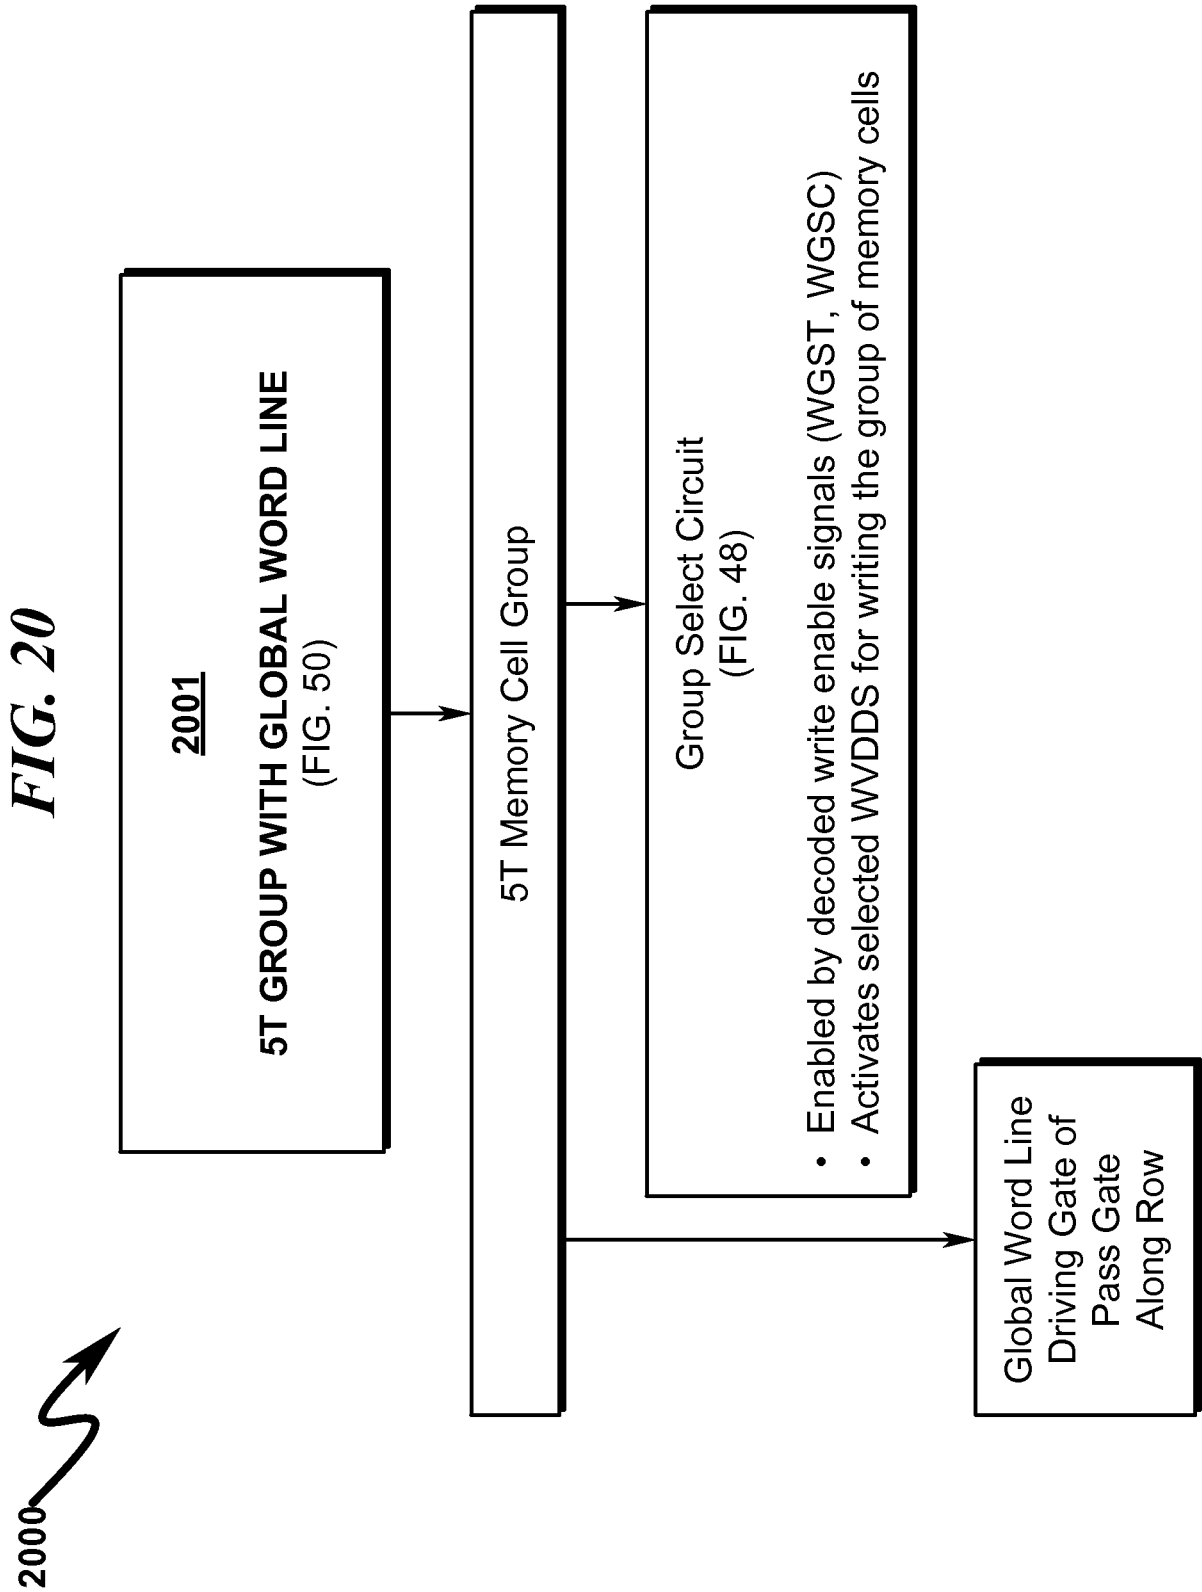 FIG. 20
2000
2001
5T GROUP WITH GLOBAL WORD LINE
(FIG. 50)
5T Memory Cell Group
Group Select Circuit
(FIG. 48)
• Enabled by decoded write enable signals (WGST, WGSC)
• Activates selected WVDDS for writing the group of memory cells
Global Word Line
Driving Gate of
Pass Gate
Along Row